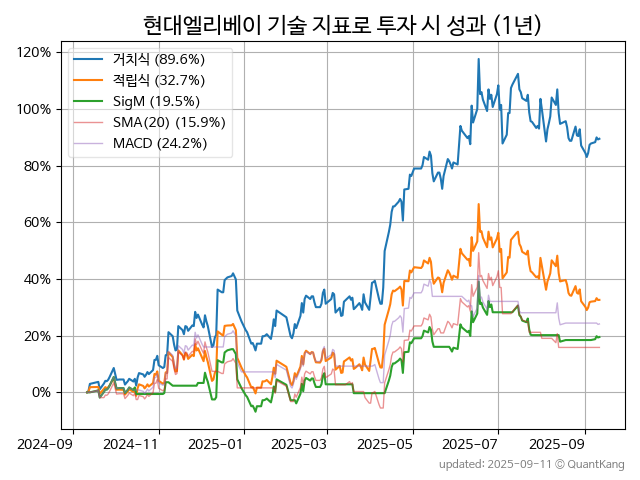 현대엘리베이 기술 지표로 투자 시 성과 (1년)
거치식 (89.6%)
적립식 (32.7%)
SigM (19.5%)
SMA(20) (15.9%)
MACD (24.2%)
120%
100%
80%
60%
40%
20%
0%
2024-09 2024-11 2025-01 2025-03 2025-05 2025-07 2025-09
updated: 2025-09-11 © QuantKang